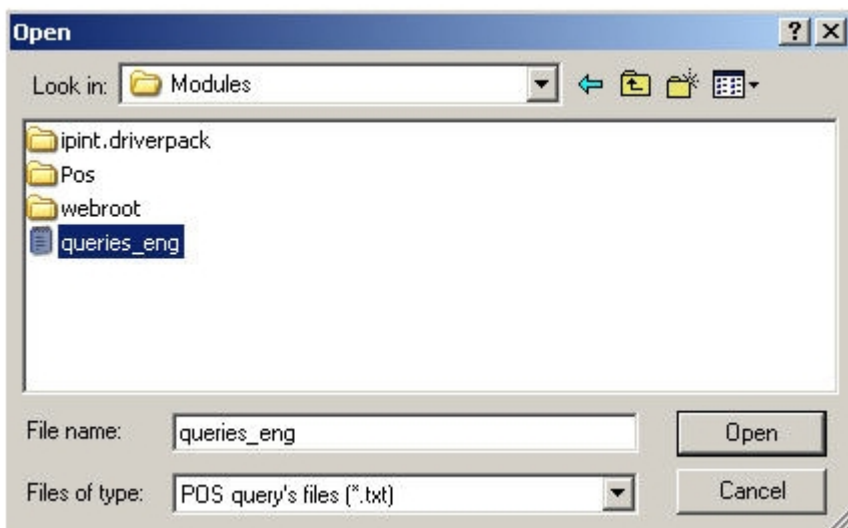 Open
Look in: Modules
ipint.driverpack
Pos
webroot
queries_eng
File name: queries_eng Open
Files of type: POS query's files (*.txt) Cancel